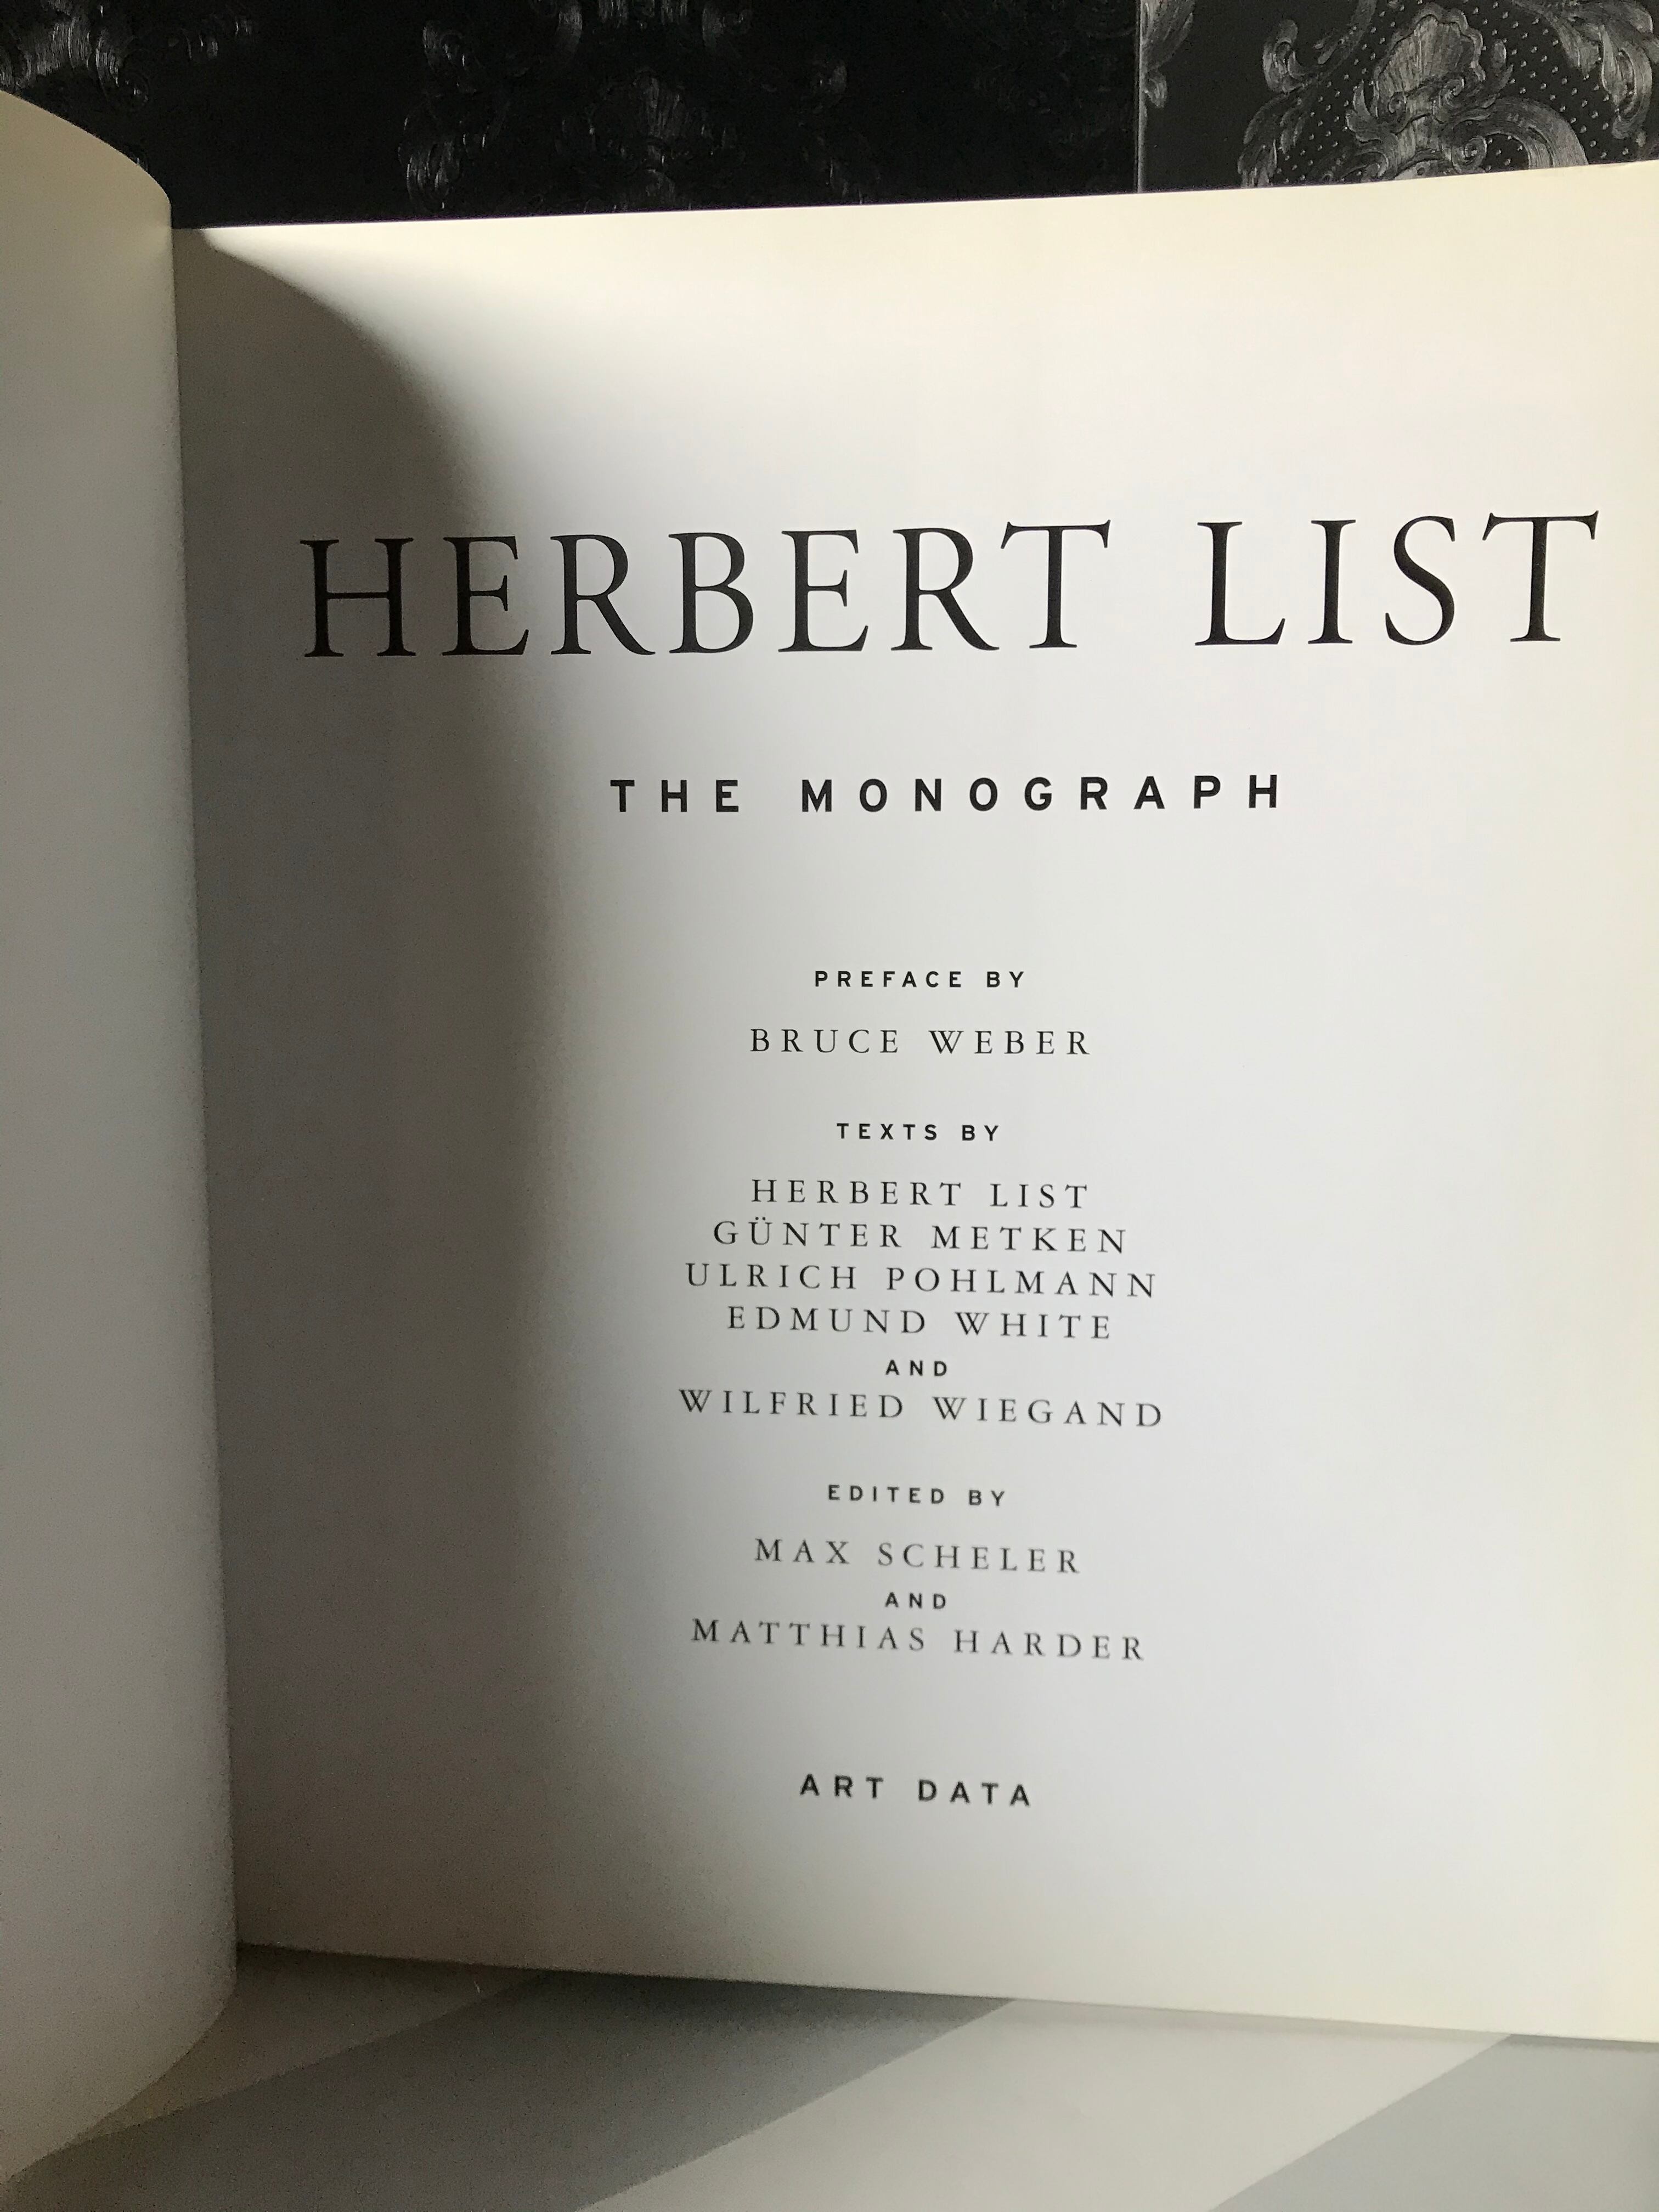 HERBERT LIST
THE MONOGRAPH
PREFACE BY
BRUCE WEBER
TEXTS BY
HERBERT LIST
GÜNTER METKEN
ULRICH POHLMANN
EDMUND WHITE
AND
WILFRIED WIEGAND
EDITED BY
MAX SCHELER
AND
MATTHIAS HARDER
ART DATA